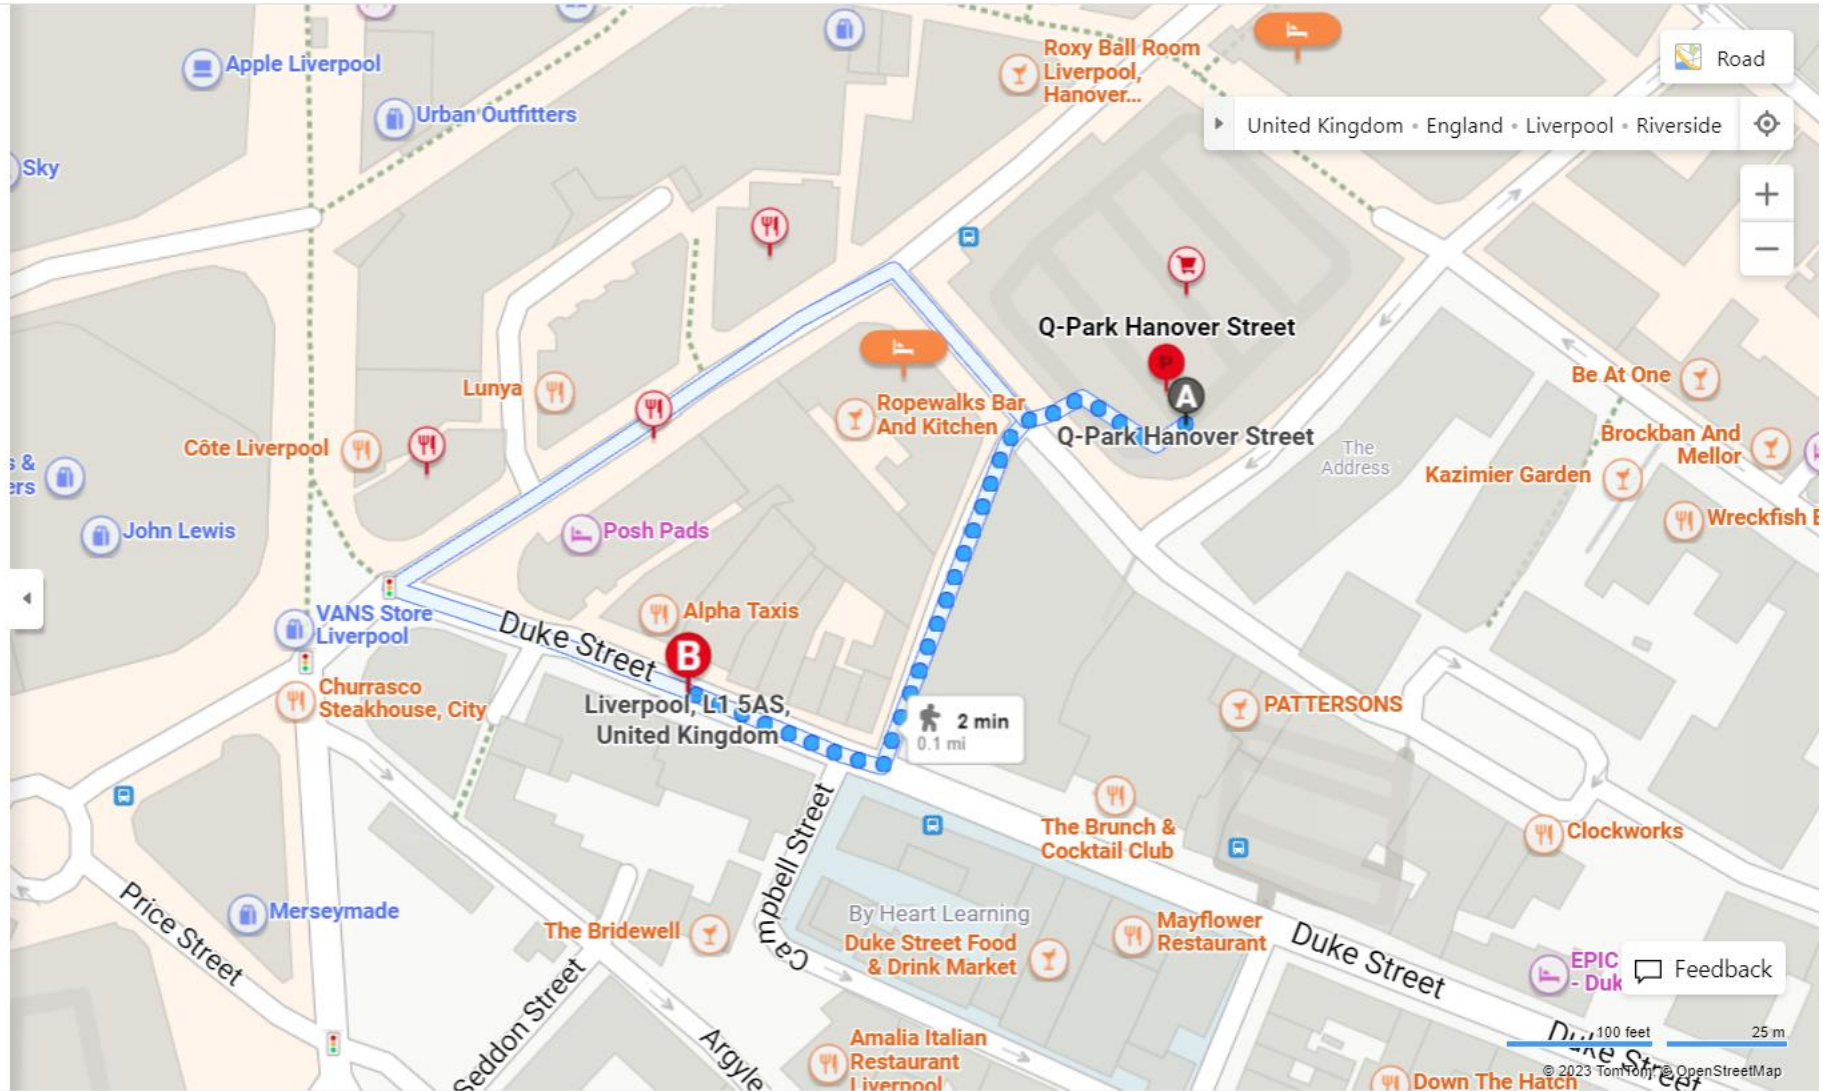 Apple Liverpool
Urban Outfitters
Roxy Ball Room
Liverpool,
Hanover...
Road
United Kingdom • England • Liverpool • Riverside
Sky
+
−
Q-Park Hanover Street
P
A
Q-Park Hanover Street
Lunya
Ropewalks Bar
And Kitchen
Be At One
The
Address
Brockban And
Mellor
Côte Liverpool
s &
ers
Kazimier Garden
Wreckfish B
John Lewis
Posh Pads
VANS Store
Liverpool
Alpha Taxis
Duke Street
B
Liverpool, L1 5AS,
United Kingdom
Churrasco
Steakhouse, City
2 min
0.1 mi
PATTERSONS
The Brunch &
Cocktail Club
Clockworks
Campbell Street
Price Street
Merseymade
The Bridewell
By Heart Learning
Duke Street Food
& Drink Market
Mayflower
Restaurant
Duke Street
EPIC
- Duk
Feedback
Seddon Street
Argyle
Amalia Italian
Restaurant
Liverpool
100 feet
25 m
Duke Street
© 2023 TomTom, © OpenStreetMap
Down The Hatch